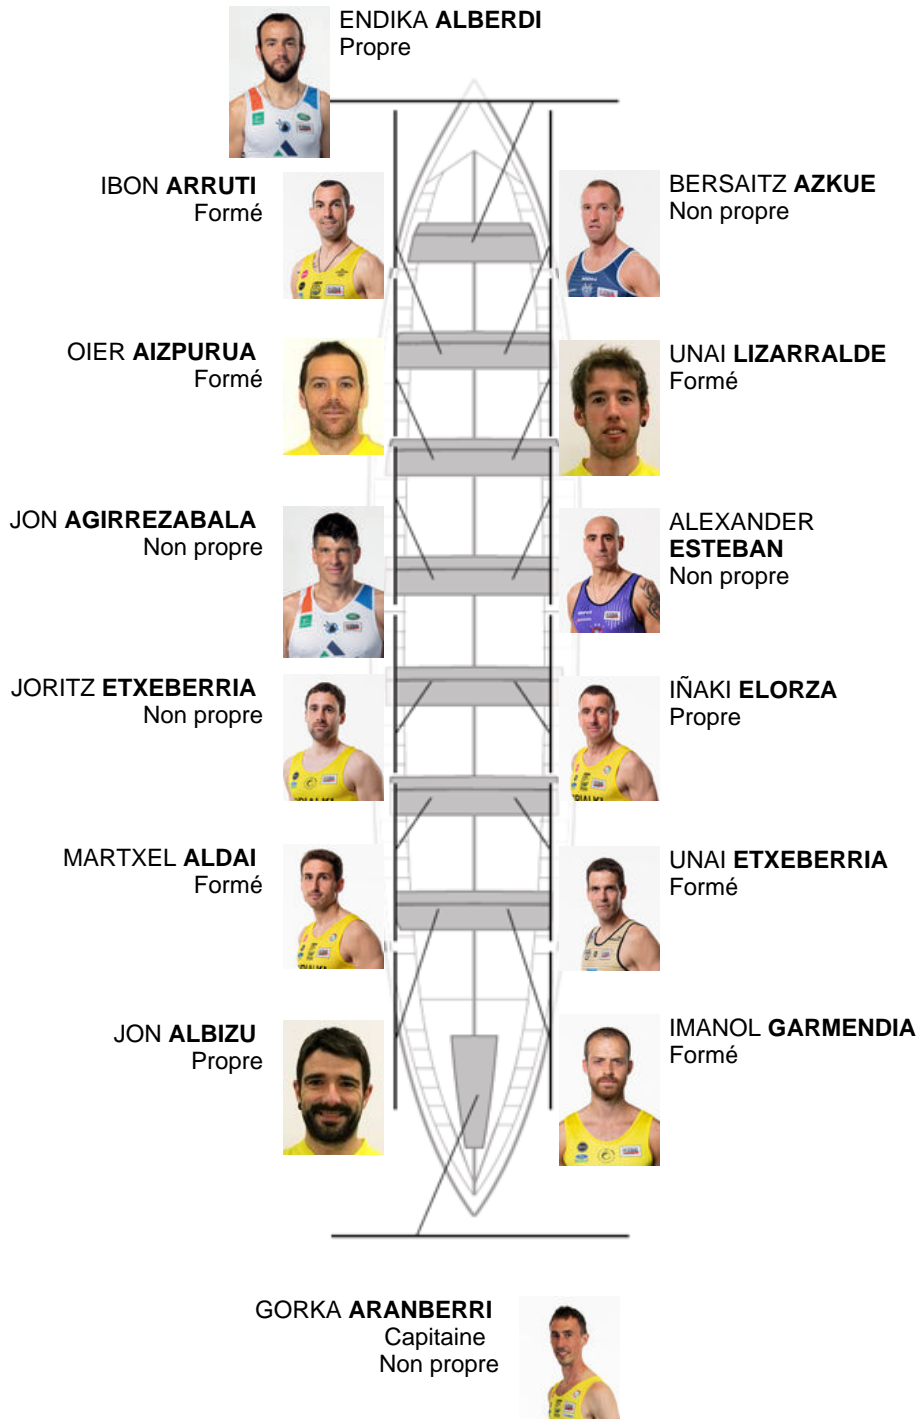 ENDIKA ALBERDI
Propre
IBON ARRUTI
Formé
BERSAITZ AZKUE
Non propre
OIER AIZPURUA
Formé
UNAI LIZARRALDE
Formé
JON AGIRREZABALA
Non propre
ALEXANDER
ESTEBAN
Non propre
JORITZ ETXEBERRIA
Non propre
IÑAKI ELORZA
Propre
MARTXEL ALDAI
Formé
UNAI ETXEBERRIA
Formé
JON ALBIZU
Propre
IMANOL GARMENDIA
Formé
GORKA ARANBERRI
Capitaine
Non propre